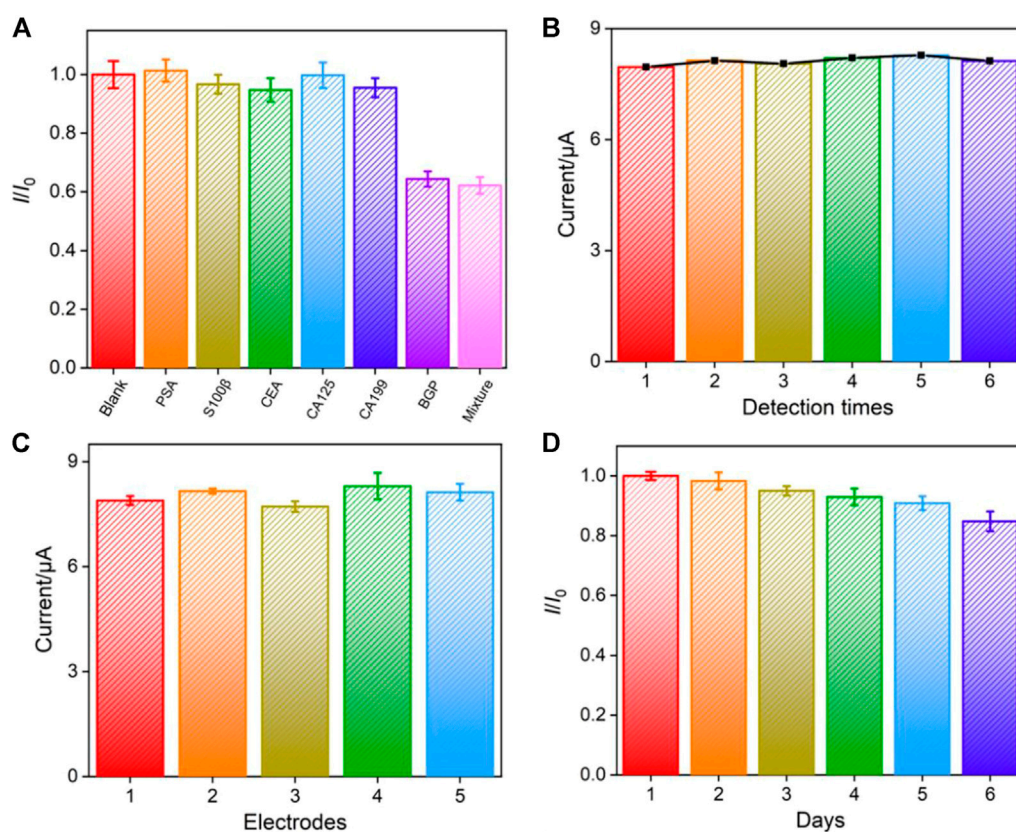 A
I/I0
1.0
0.8
0.6
0.4
0.2
0.0
Blank
PSA
S100β
CEA
CA125
CA199
BGP
Mixture
B
Current/μA
9
6
3
0
1 2 3 4 5 6
Detection times
C
Current/μA
9
6
3
0
1 2 3 4 5
Electrodes
D
I/I0
1.0
0.8
0.6
0.4
0.2
0.0
1 2 3 4 5 6
Days